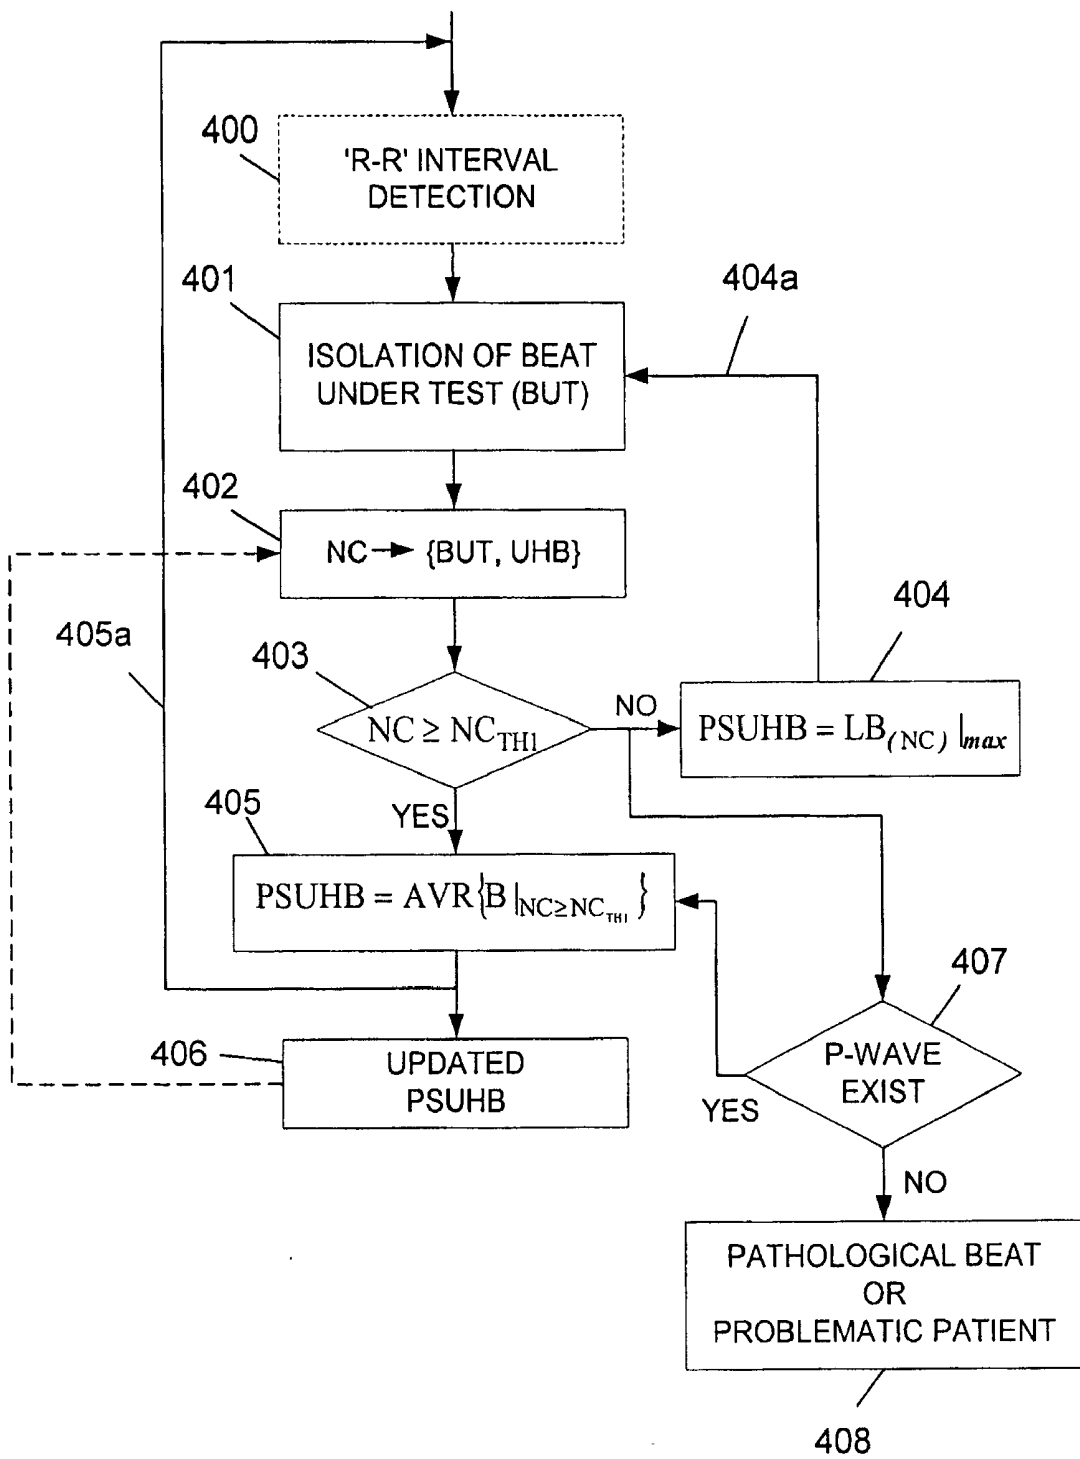 400
'R-R' INTERVAL
DETECTION
401
404a
ISOLATION OF BEAT
UNDER TEST (BUT)
402
NC → {BUT, UHB}
404
405a
403
NC ≥ NC_TH1
NO
PSUHB = LB_(NC) |_max
405
YES
PSUHB = AVR{B |_NC≥NC_TH1}
407
406
UPDATED
PSUHB
P-WAVE
EXIST
YES
NO
PATHOLOGICAL BEAT
OR
PROBLEMATIC PATIENT
408